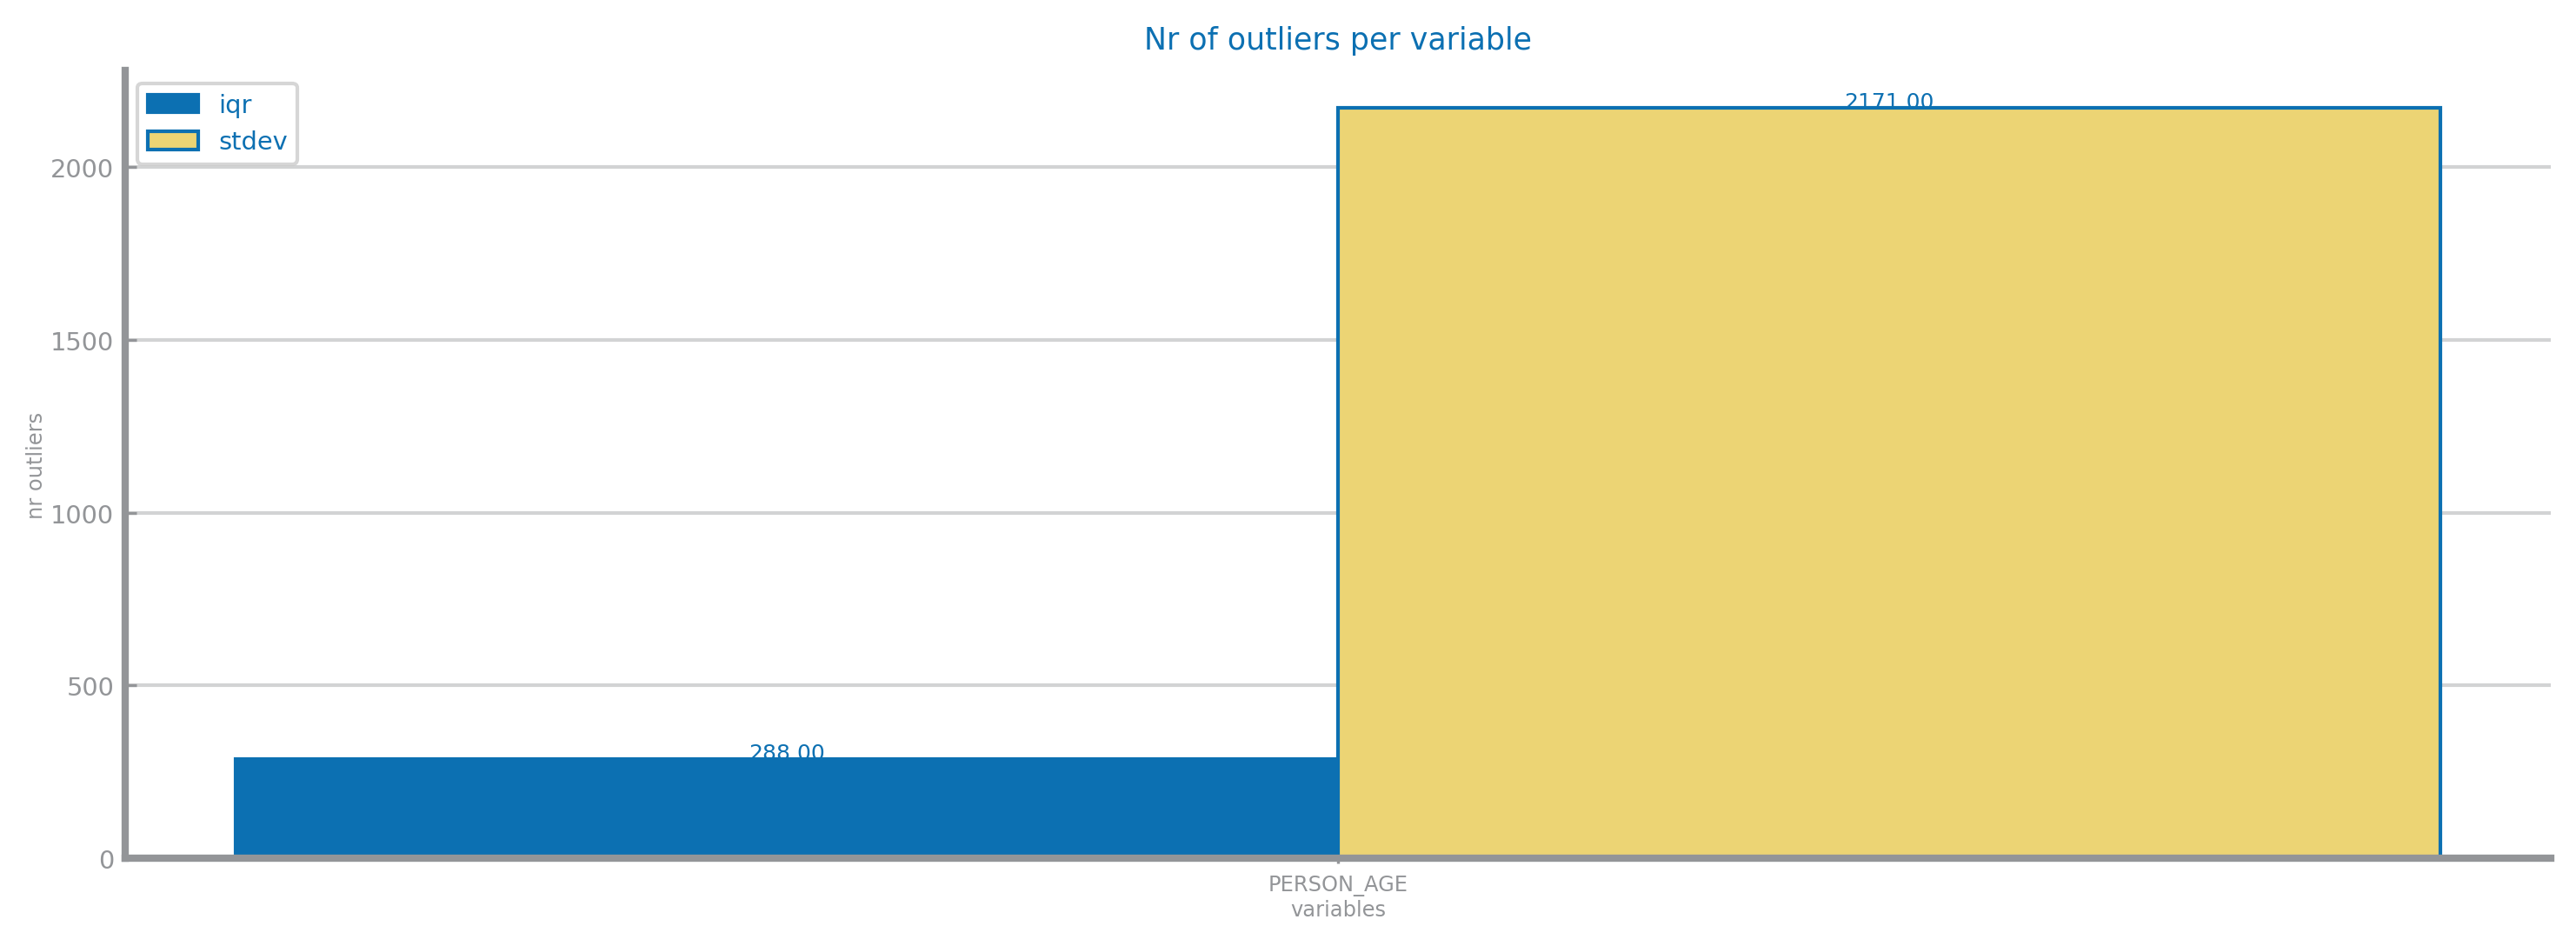 Nr of outliers per variable
iqr
stdev
2171.00
2000
1500
1000
500
0
nr outliers
288.00
PERSON_AGE
variables